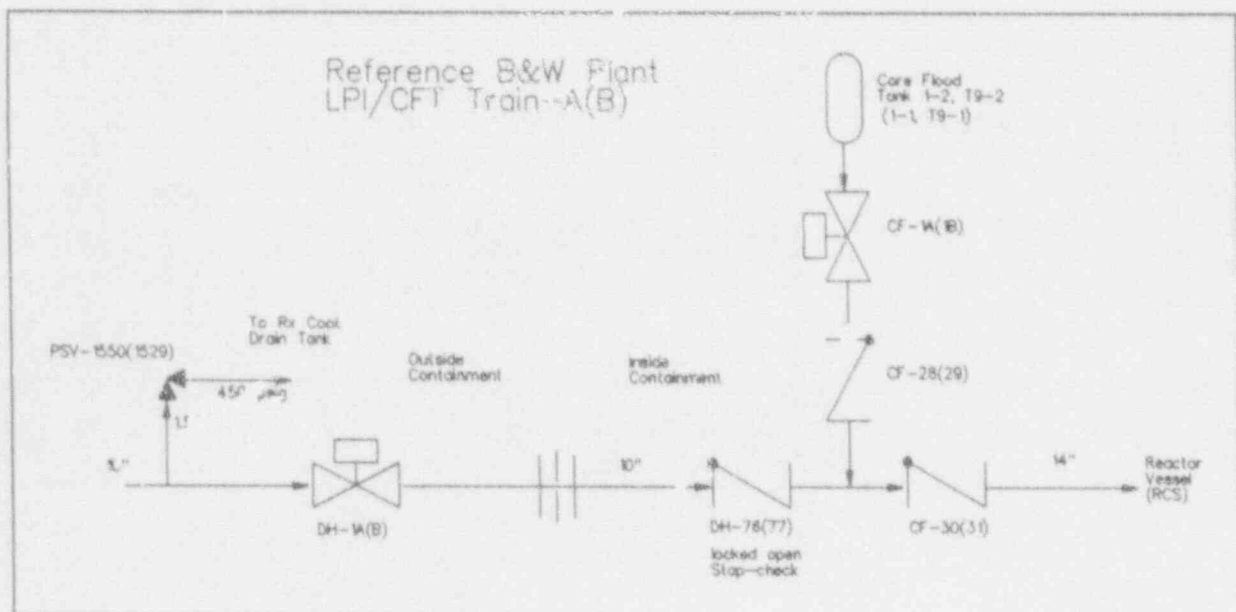 Reference B&W Plant
LPI/CFT Train-A(B)
Core Flood
Tank 1-2, T9-2
(1-1, T9-1)
CF-1A(1B)
To Rx Cool
Drain Tank
PSV-1550(1529)
Outside
Containment
Inside
Containment
CF-28(29)
10"
14"
Reactor
Vessel
(RCS)
DH-1A(B)
DH-76(77)
CF-30(31)
locked open
Stop-check